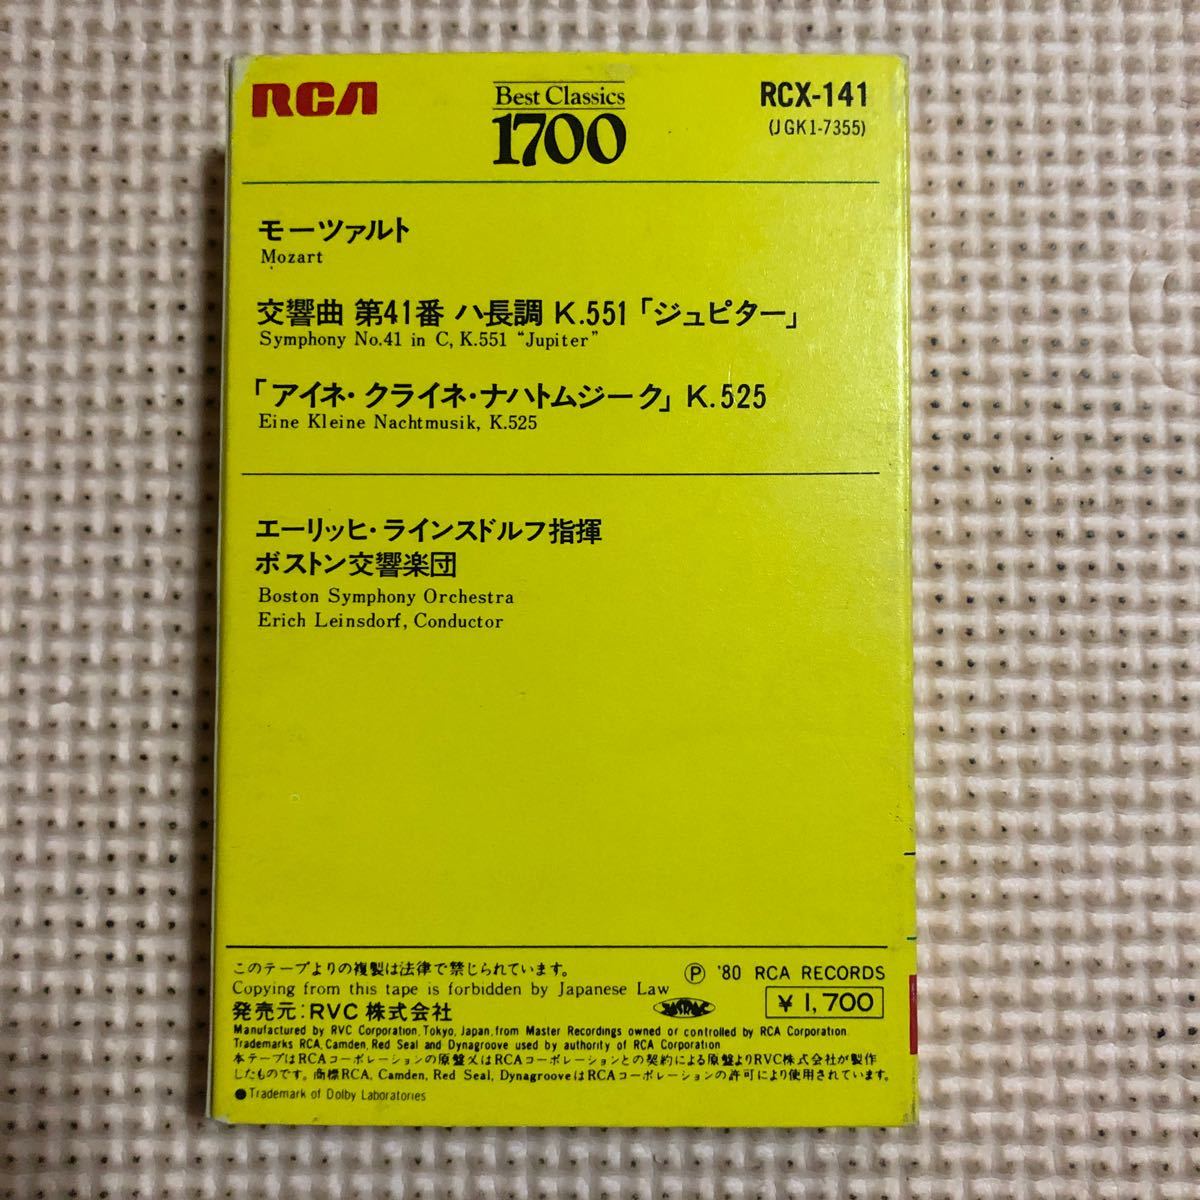 RCA
Best Classics
1700
RCX-141
(JGK1-7355)
モーツァルト
Mozart
交響曲 第41番 ハ長調 K.551「ジュピター」
Symphony No.41 in C, K.551 “Jupiter”
「アイネ・クライネ・ナハトムジーク」K.525
Eine Kleine Nachtmusik, K.525
エーリッヒ・ラインスドルフ指揮
ボストン交響楽団
Boston Symphony Orchestra
Erich Leinsdorf, Conductor
このテープよりの複製は法律で禁じられています。
Copying from this tape is forbidden by Japanese Law
Ⓟ '80 RCA RECORDS
発売元:RVC株式会社
JASRAC
¥1,700
Manufactured by RVC Corporation, Tokyo, Japan, from Master Recordings owned or controlled by RCA Corporation.
Trademarks RCA, Camden, Red Seal and Dynagroove used by authority of RCA Corporation
本テープはRCAコーポレーションの原盤又はRCAコーポレーションとの契約による原盤よりRVC株式会社が製作
したものです。商標RCA, Camden, Red Seal, DynagrooveはRCAコーポレーションの許可により使用されています。
●Trademark of Dolby Laboratories